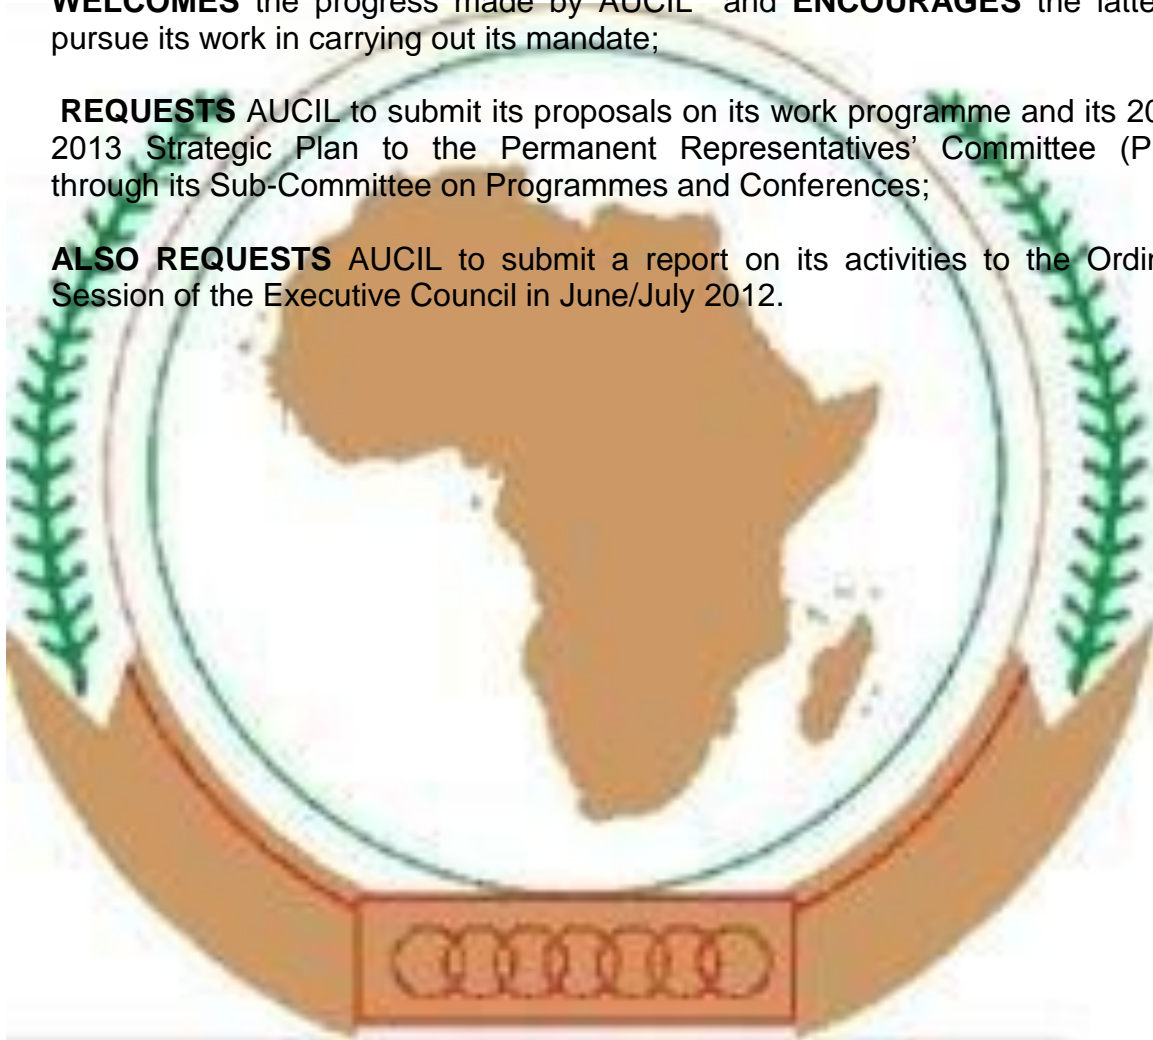 WELCOMES the progress made by AUCIL and ENCOURAGES the latte
pursue its work in carrying out its mandate;
REQUESTS AUCIL to submit its proposals on its work programme and its 20
2013 Strategic Plan to the Permanent Representatives’ Committee (P
through its Sub-Committee on Programmes and Conferences;
ALSO REQUESTS AUCIL to submit a report on its activities to the Ordin
Session of the Executive Council in June/July 2012.